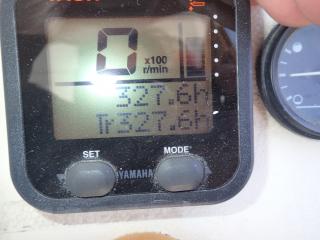 0 x100
r/min
327.6h
Tr327.6h
SET MODE
YAMAHA